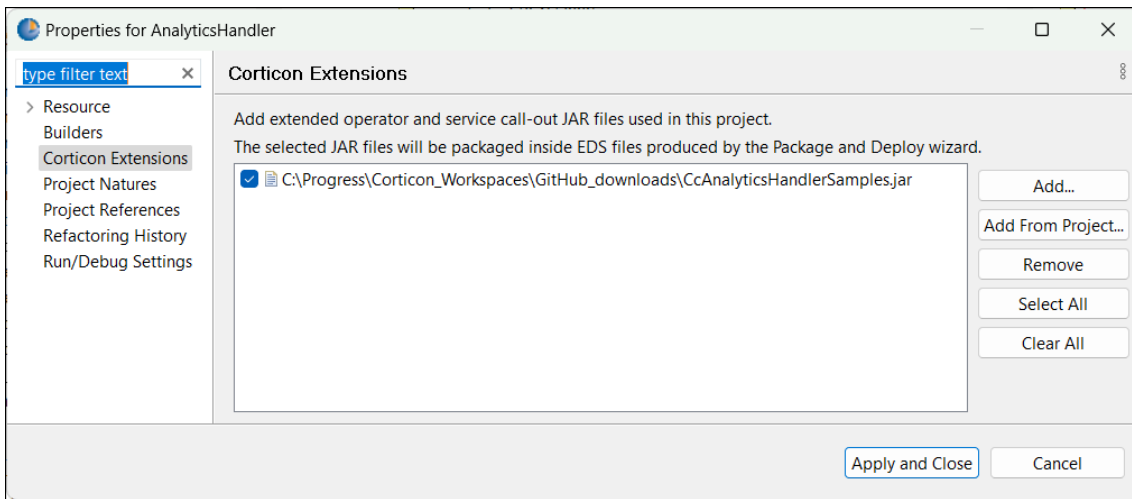 Properties for AnalyticsHandler
type filter text
Resource
Builders
Corticon Extensions
Project Natures
Project References
Refactoring History
Run/Debug Settings
Corticon Extensions
Add extended operator and service call-out JAR files used in this project.
The selected JAR files will be packaged inside EDS files produced by the Package and Deploy wizard.
C:\Progress\Corticon_Workspaces\GitHub_downloads\CcAnalyticsHandlerSamples.jar
Add...
Add From Project...
Remove
Select All
Clear All
Apply and Close
Cancel